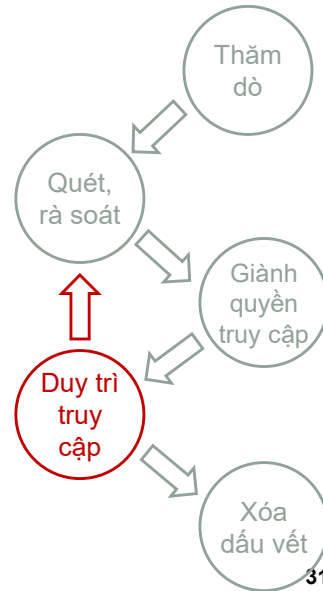 Thăm
dò
Quét,
rà soát
Giành
quyền
truy cập
Duy trì
truy
cập
Xóa
dấu vết
31